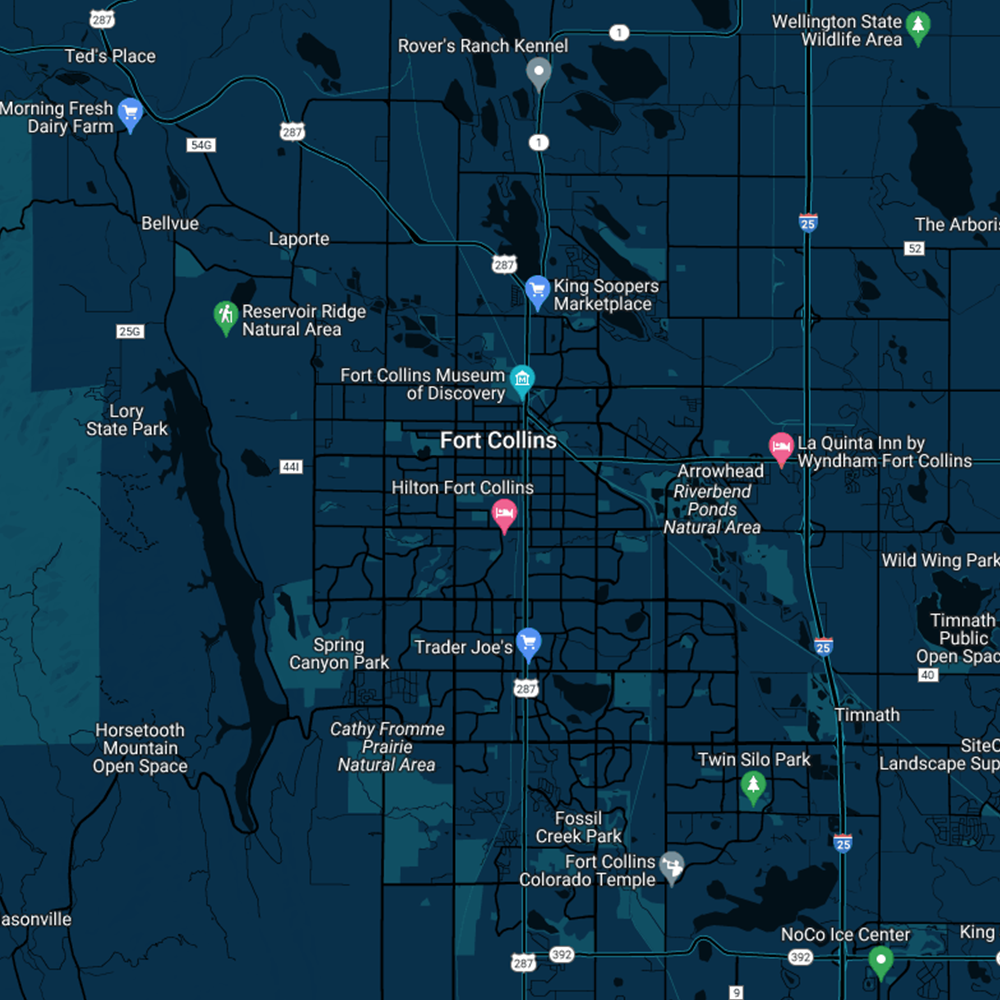 287
Ted's Place
Rover's Ranch Kennel
1
Wellington State
Wildlife Area
Morning Fresh
Dairy Farm
54G
287
1
Bellvue
Laporte
25
The Arboris
52
287
King Soopers
Marketplace
Reservoir Ridge
Natural Area
25G
Fort Collins Museum
of Discovery
Lory
State Park
Fort Collins
La Quinta Inn by
Wyndham Fort Collins
44I
Arrowhead
Hilton Fort Collins
Riverbend
Ponds
Natural Area
Wild Wing Park
Timnath
Public
Open Spac
Spring
Canyon Park
Trader Joe's
25
40
287
Timnath
Horsetooth
Mountain
Open Space
Cathy Fromme
Prairie
Natural Area
Twin Silo Park
SiteO
Landscape Sup
Fossil
Creek Park
25
Fort Collins
Colorado Temple
asonville
NoCo Ice Center
King
287
392
392
9